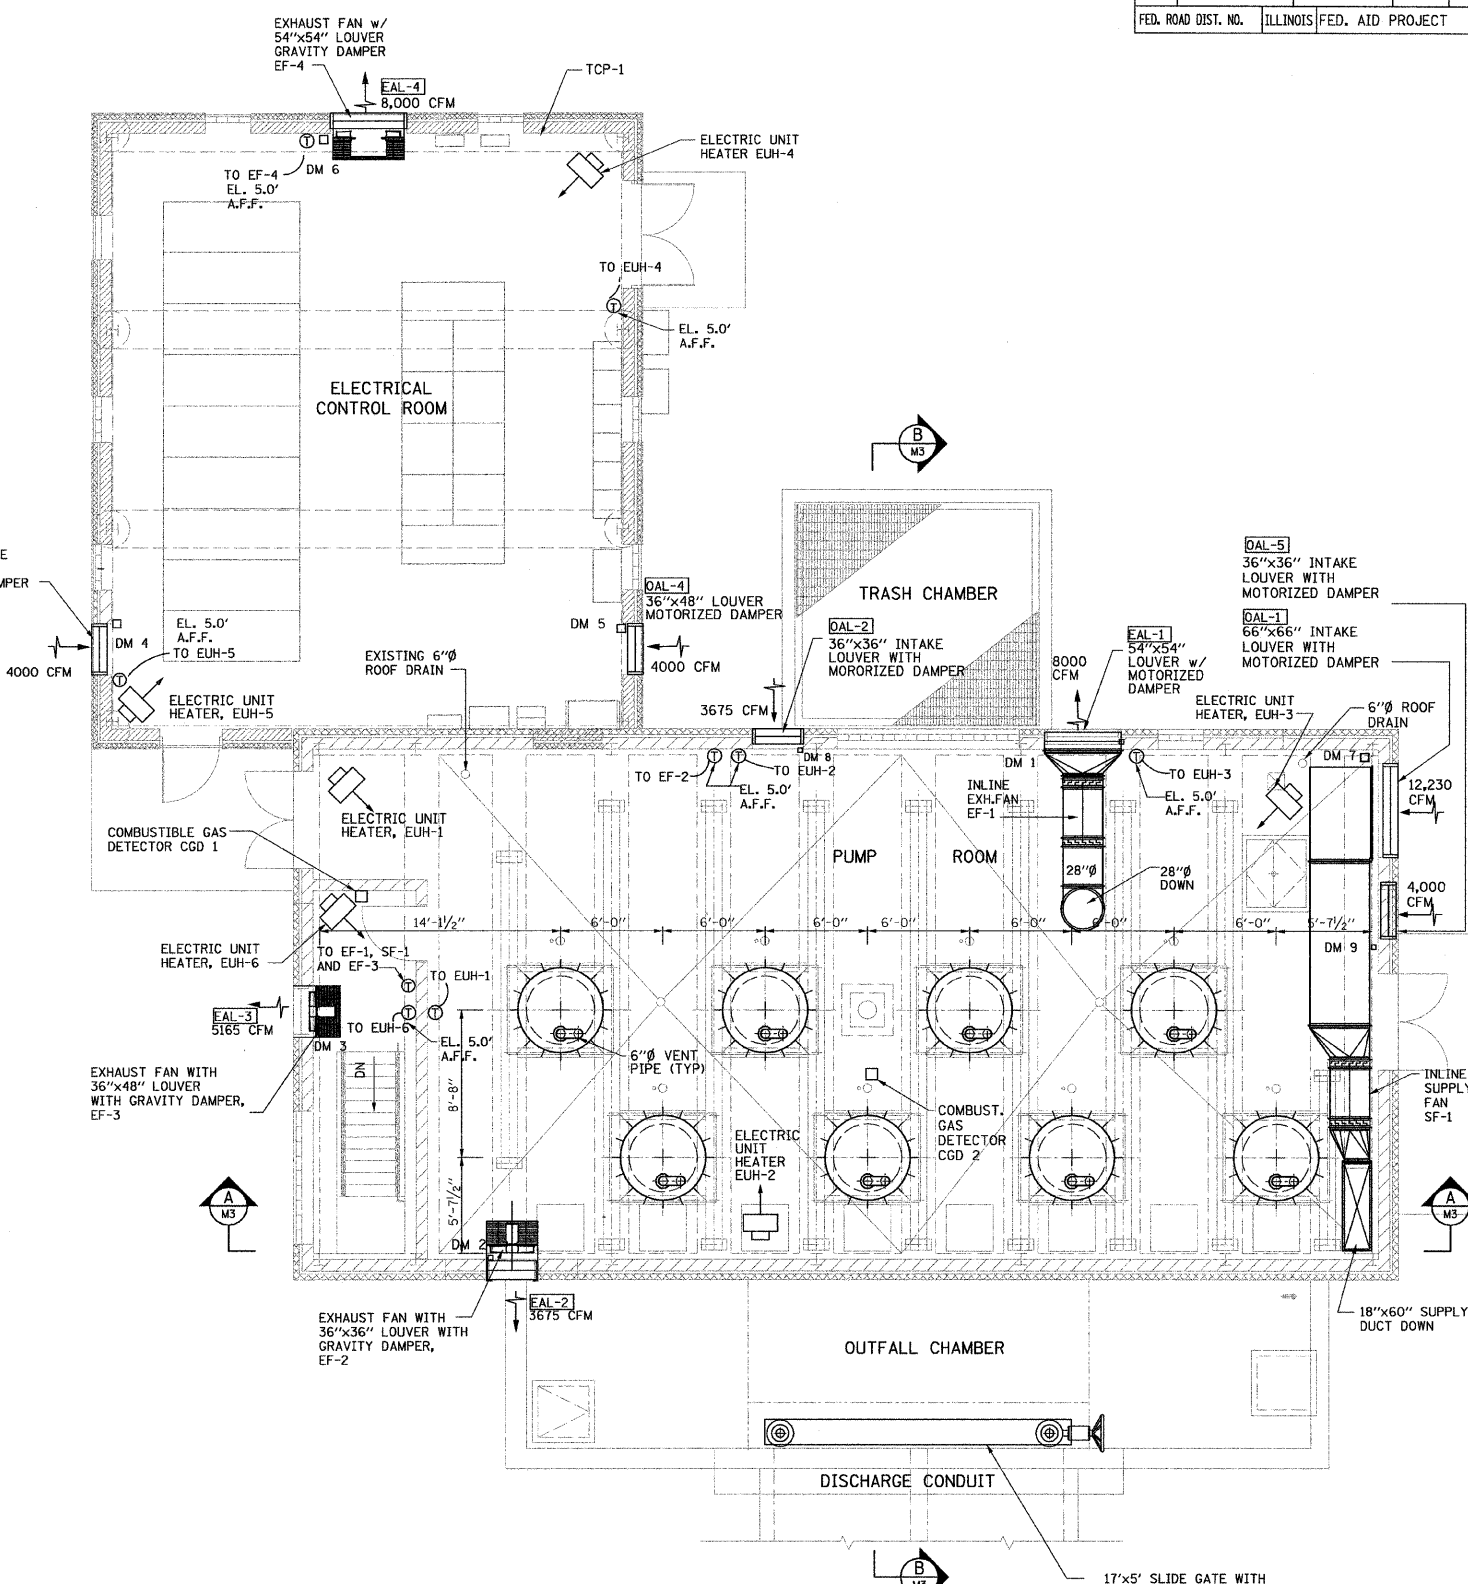 FED. ROAD DIST. NO. ILLINOIS FED. AID PROJECT
EXHAUST FAN w/
54"x54" LOUVER
GRAVITY DAMPER
EF-4
EAL-4
8,000 CFM
TCP-1
ELECTRIC UNIT
HEATER EUH-4
TO EF-4
EL. 5.0'
A.F.F.
DM 6
TO EUH-4
EL. 5.0'
A.F.F.
ELECTRICAL
CONTROL ROOM
B
M3
TRASH CHAMBER
OAL-5
36"x36" INTAKE
LOUVER WITH
MOTORIZED DAMPER
OAL-4
36"x48" LOUVER
MOTORIZED DAMPER
DM 5
4000 CFM
DM 4
4000 CFM
EL. 5.0'
A.F.F.
TO EUH-5
ELECTRIC UNIT
HEATER, EUH-5
EXISTING 6"Ø
ROOF DRAIN
OAL-2
36"x36" INTAKE
LOUVER WITH
MORORIZED DAMPER
3675 CFM
8000
CFM
EAL-1
54"x54"
LOUVER w/
MOTORIZED
DAMPER
OAL-1
66"x66" INTAKE
LOUVER WITH
MOTORIZED DAMPER
ELECTRIC UNIT
HEATER, EUH-3
6"Ø ROOF
DRAIN
TO EF-2
TO EUH-2
EL. 5.0'
A.F.F.
DM 8
DM 1
TO EUH-3
EL. 5.0'
A.F.F.
DM 7
12,230
CFM
INLINE
EXH.FAN
EF-1
ELECTRIC UNIT
HEATER, EUH-1
COMBUSTIBLE GAS
DETECTOR CGD 1
PUMP ROOM
28"Ø
28"Ø
DOWN
4,000
CFM
14'-1 1/2" 6'-0" 6'-0" 6'-0" 6'-0" 6'-0" 6'-0" 6'-0" 5'-7 1/2"
DM 9
ELECTRIC UNIT
HEATER, EUH-6
TO EF-1, SF-1
AND EF-3
TO EUH-1
EAL-3
5165 CFM
TO EUH-6
DM 3
EL. 5.0'
A.F.F.
DN
8'-8"
6"Ø VENT
PIPE (TYP)
EXHAUST FAN WITH
36"x48" LOUVER
WITH GRAVITY DAMPER,
EF-3
INLINE
SUPPLY
FAN
SF-1
COMBUST.
GAS
DETECTOR
CGD 2
ELECTRIC
UNIT
HEATER
EUH-2
5'-7 1/2"
A
M3
A
M3
DM 2
EAL-2
3675 CFM
EXHAUST FAN WITH
36"x36" LOUVER WITH
GRAVITY DAMPER,
EF-2
18"x60" SUPPLY
DUCT DOWN
OUTFALL CHAMBER
DISCHARGE CONDUIT
B
17'x5' SLIDE GATE WITH